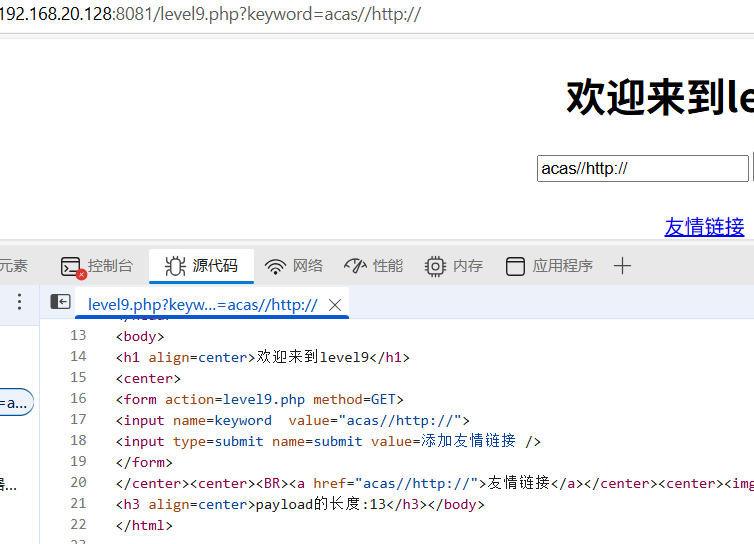 192.168.20.128:8081/level9.php?keyword=acas//http://
欢迎来到le
acas//http://
友情链接
元素 控制台 源代码 网络 性能 内存 应用程序
level9.php?keyw...=acas//http://
13 <body>
=a... 14 <h1 align=center>欢迎来到level9</h1>
15 <center>
16 <form action=level9.php method=GET>
17 <input name=keyword  value="acas//http://">
18 <input type=submit name=submit value=添加友情链接 />
19 </form>
20 </center><center><BR><a href="acas//http://">友情链接</a></center><center><img
21 <h3 align=center>payload的长度:13</h3></body>
22 </html>